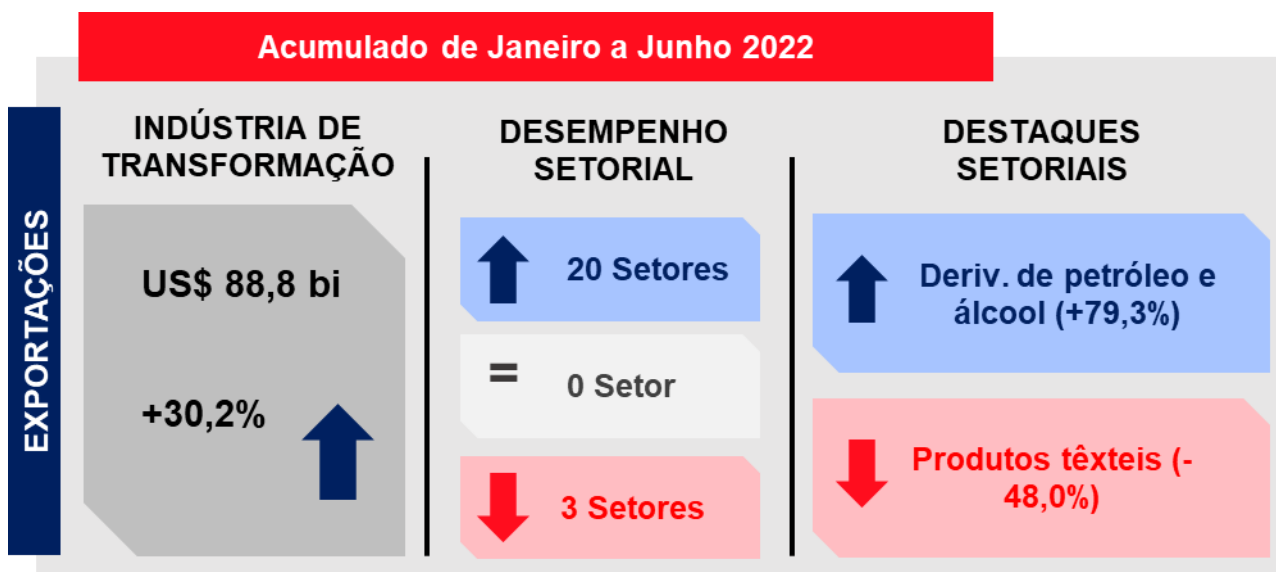 Acumulado de Janeiro a Junho 2022
EXPORTAÇÕES
INDÚSTRIA DE
TRANSFORMAÇÃO
US$ 88,8 bi
+30,2%
DESEMPENHO
SETORIAL
20 Setores
= 0 Setor
3 Setores
DESTAQUES
SETORIAIS
Deriv. de petróleo e
álcool (+79,3%)
Produtos têxteis (-
48,0%)